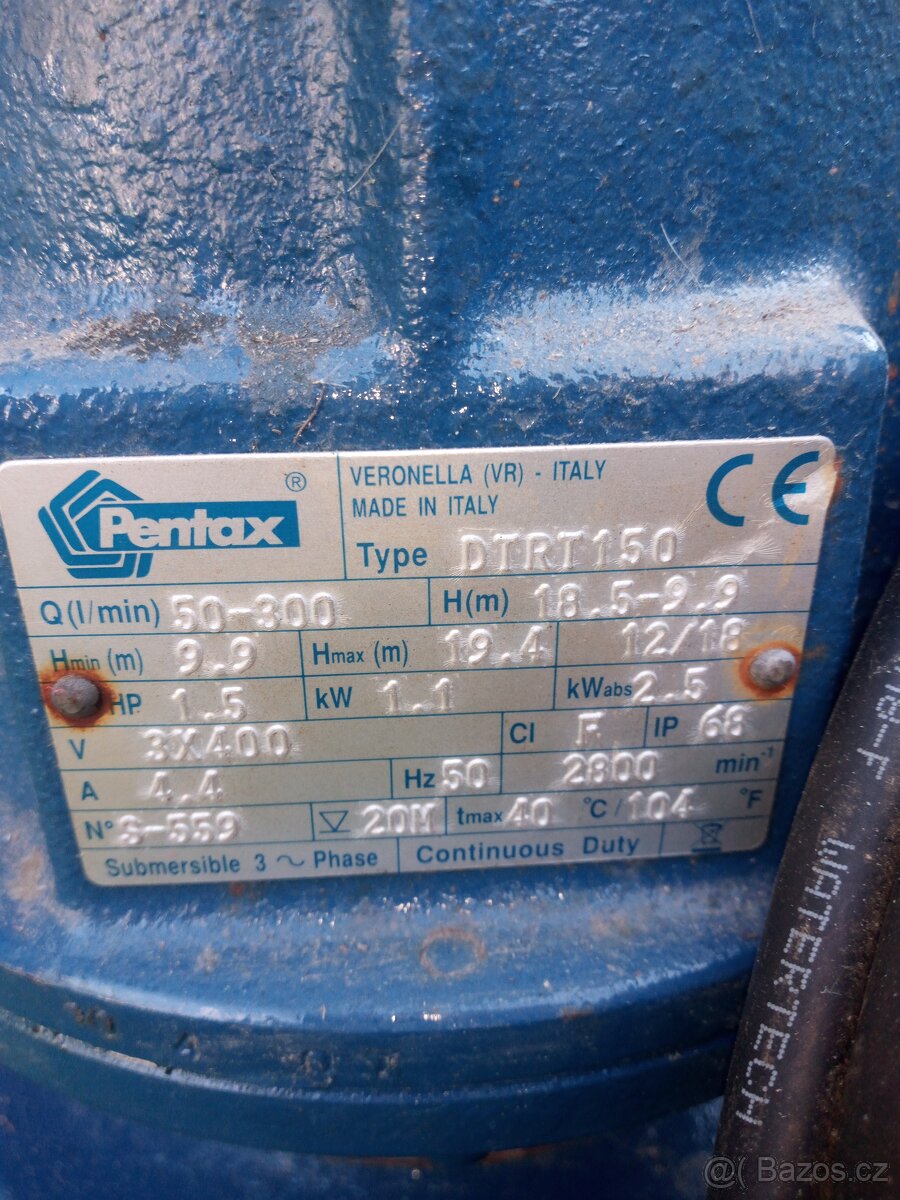 Pentax ®
VERONELLA (VR) - ITALY
MADE IN ITALY
CE
Type DTRT150
Q(l/min) 50-300 H(m) 18.5-9.9
Hmin (m) 9.9 Hmax (m) 19.4 12/18
HP 1.5 kW 1.1 kWabs 2.5
V 3X400 Cl F IP 68
A 4.4 Hz 50 2800 min-1
N° S-559 20M tmax 40 °C/104 °F
Submersible 3 ~ Phase Continuous Duty
WATERTECH
@( Bazos.cz